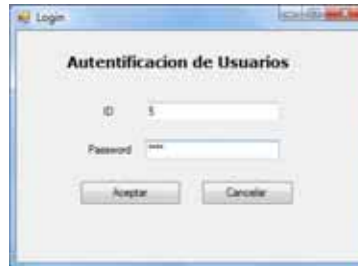 Login
Autentificacion de Usuarios
ID 5
Password ****
Aceptar Cancelar